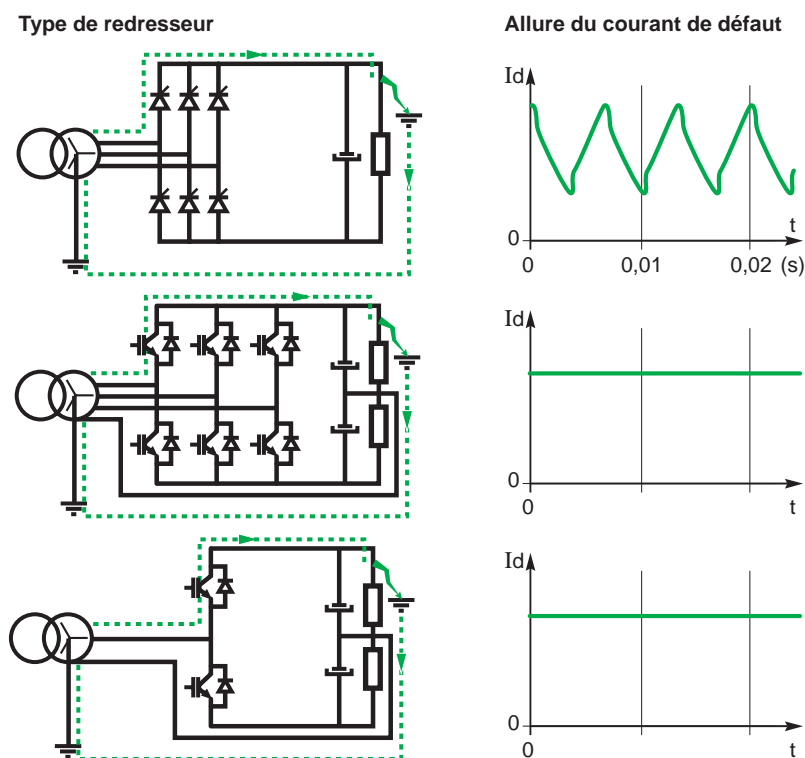 Type de redresseur
Allure du courant de défaut
Id
t
0
0
0,01
0,02 (s)
Id
0
0
t
Id
0
0
t